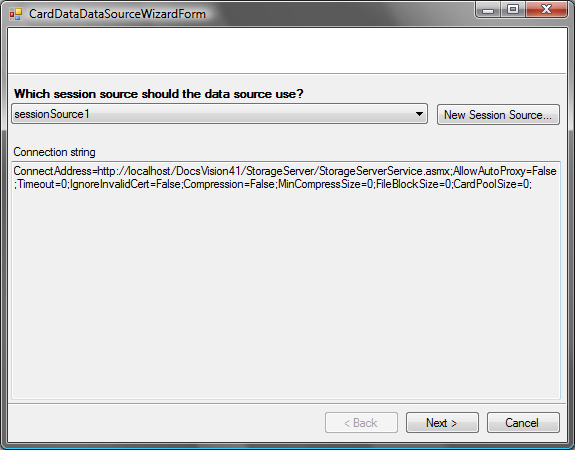 CardDataDataSourceWizardForm
Which session source should the data source use?
sessionSource1
New Session Source...
Connection string
ConnectAddress=http://localhost/DocsVision41/StorageServer/StorageServerService.asmx;AllowAutoProxy=False
;Timeout=0;IgnoreInvalidCert=False;Compression=False;MinCompressSize=0;FileBlockSize=0;CardPoolSize=0;
< Back
Next >
Cancel